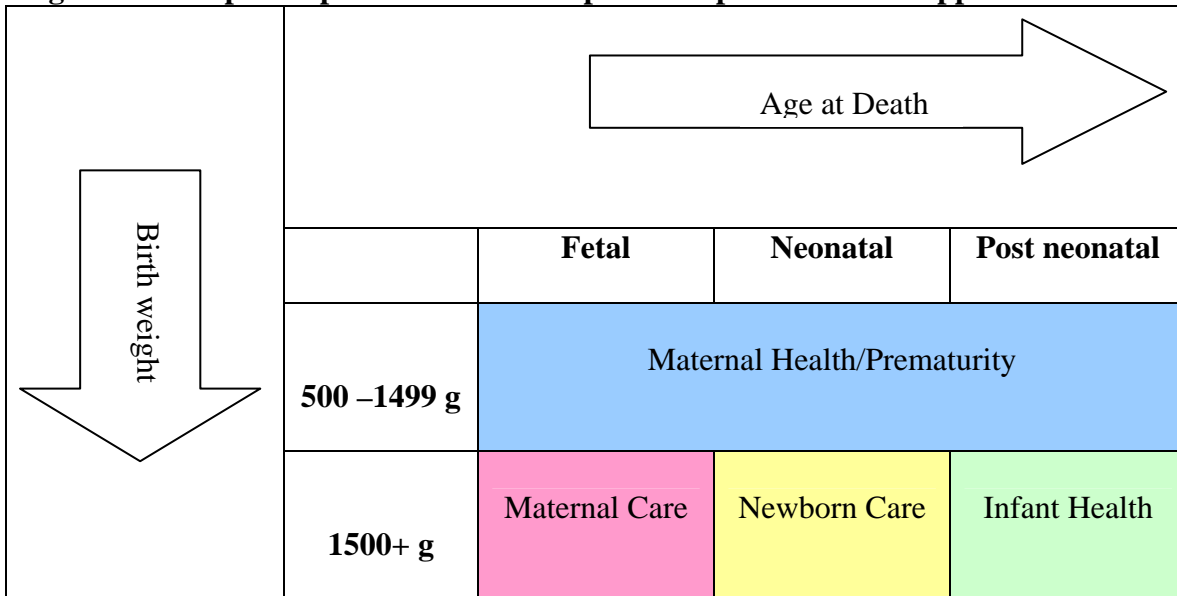 Age at Death
Birth weight
Fetal Neonatal Post neonatal
Maternal Health/Prematurity
500 –1499 g
Maternal Care Newborn Care Infant Health
1500+ g